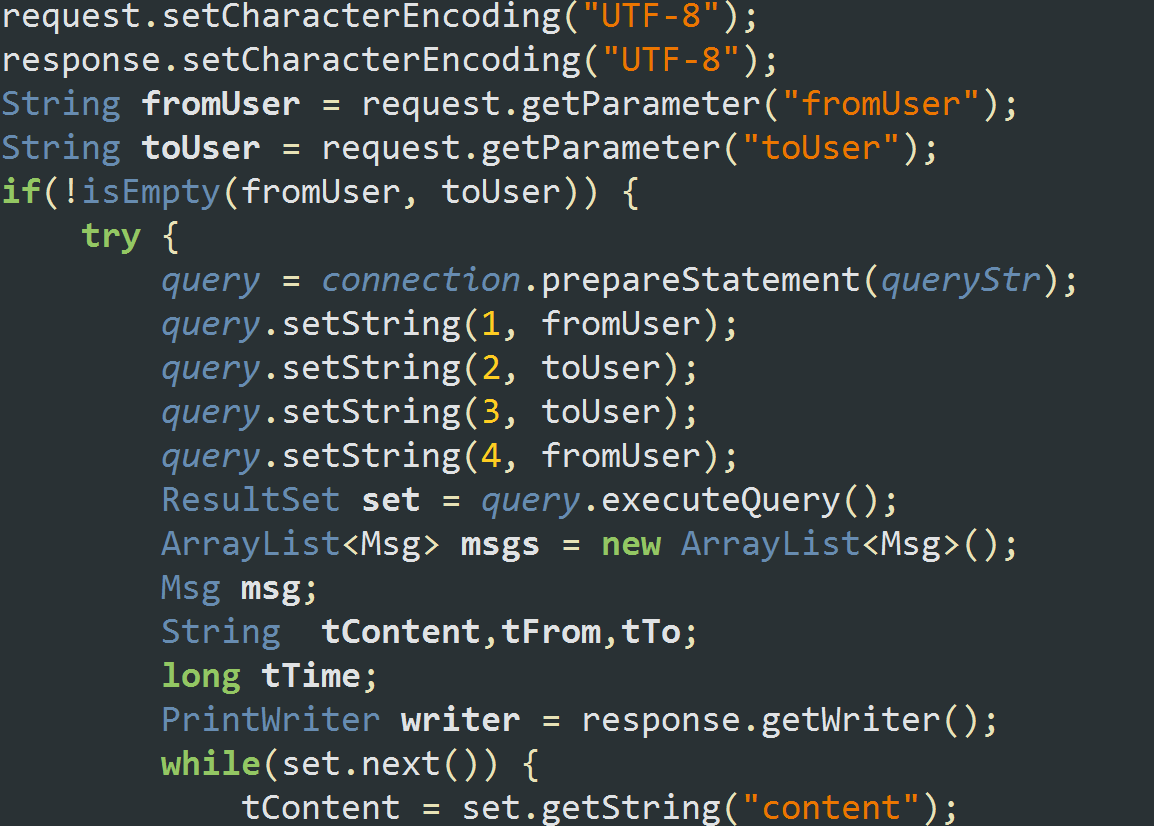 request.setCharacterEncoding("UTF-8");
response.setCharacterEncoding("UTF-8");
String fromUser = request.getParameter("fromUser");
String toUser = request.getParameter("toUser");
if(!isEmpty(fromUser, toUser)) {
    try {
        query = connection.prepareStatement(queryStr);
        query.setString(1, fromUser);
        query.setString(2, toUser);
        query.setString(3, toUser);
        query.setString(4, fromUser);
        ResultSet set = query.executeQuery();
        ArrayList<Msg> msgs = new ArrayList<Msg>();
        Msg msg;
        String  tContent,tFrom,tTo;
        long tTime;
        PrintWriter writer = response.getWriter();
        while(set.next()) {
            tContent = set.getString("content");